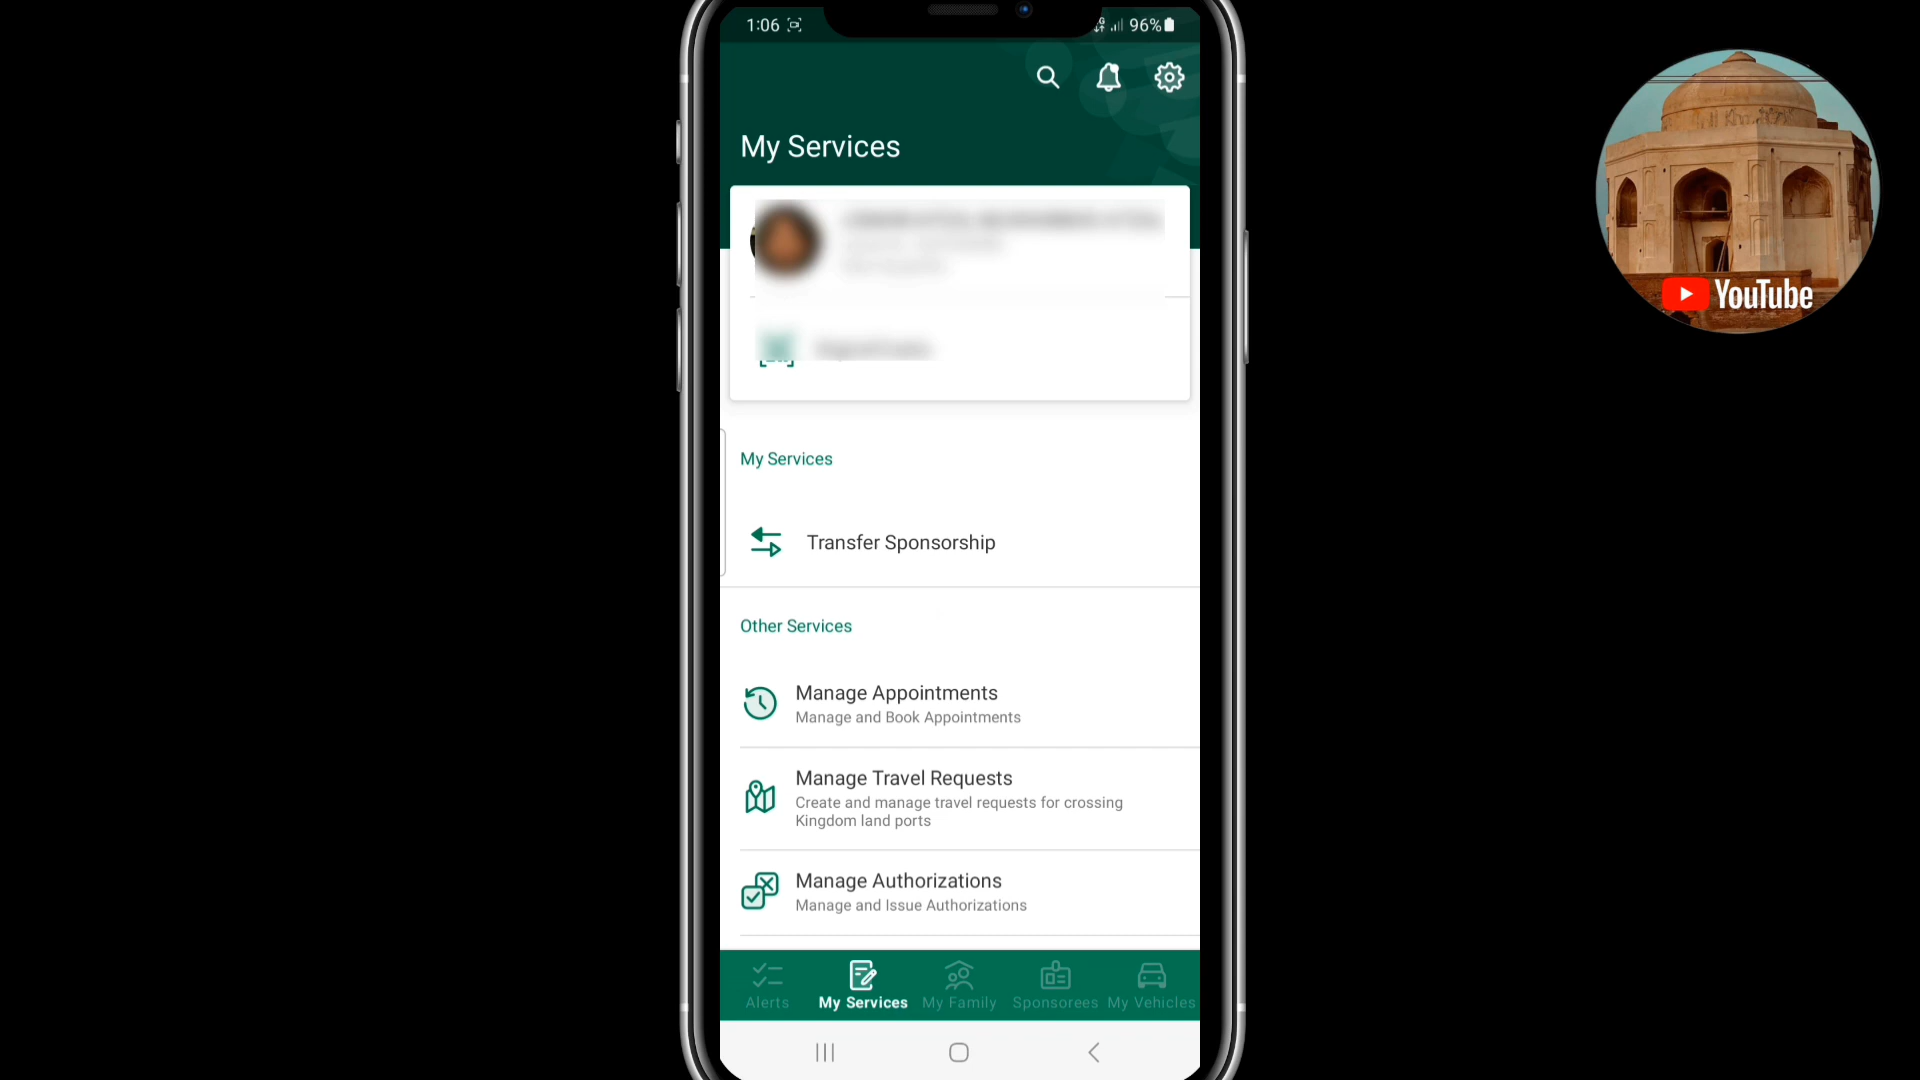 1:06
96%
My Services
My Services
Transfer Sponsorship
Other Services
Manage Appointments
Manage and Book Appointments
Manage Travel Requests
Create and manage travel requests for crossing
Kingdom land ports
Manage Authorizations
Manage and Issue Authorizations
Alerts
My Services
My Family
Sponsorees
My Vehicles
YouTube